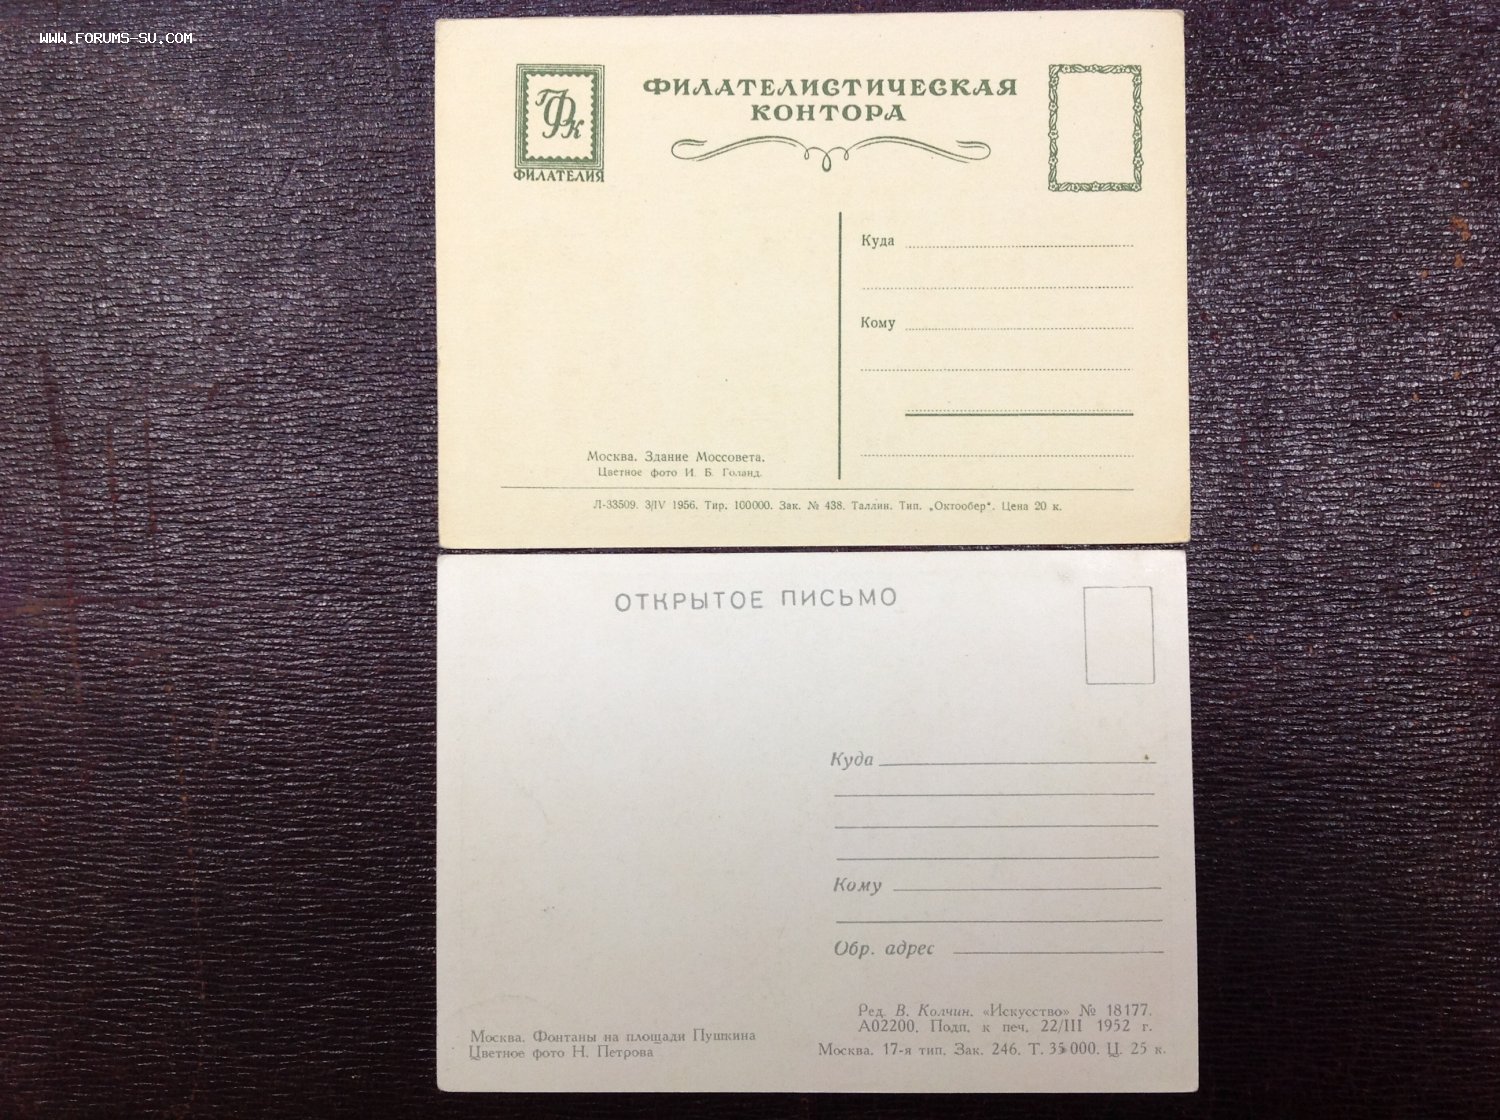 WWW.FORUMS-SU.COM
ФИЛАТЕЛИСТИЧЕСКАЯ
КОНТОРА
ФК
ФИЛАТЕЛИЯ
Куда
Кому
Москва. Здание Моссовета.
Цветное фото И. Б. Голанд.
Л-33509. 3/IV 1956. Тир. 100000. Зак. № 438. Таллин. Тип. „Октообер“. Цена 20 к.
ОТКРЫТОЕ ПИСЬМО
Куда
Кому
Обр. адрес
Москва. Фонтаны на площади Пушкина
Цветное фото Н. Петрова
Ред. В. Колчин. «Искусство» № 18177.
А02200. Подп. к печ. 22/III 1952 г.
Москва. 17-я тип. Зак. 246. Т. 35 000. Ц. 25 к.